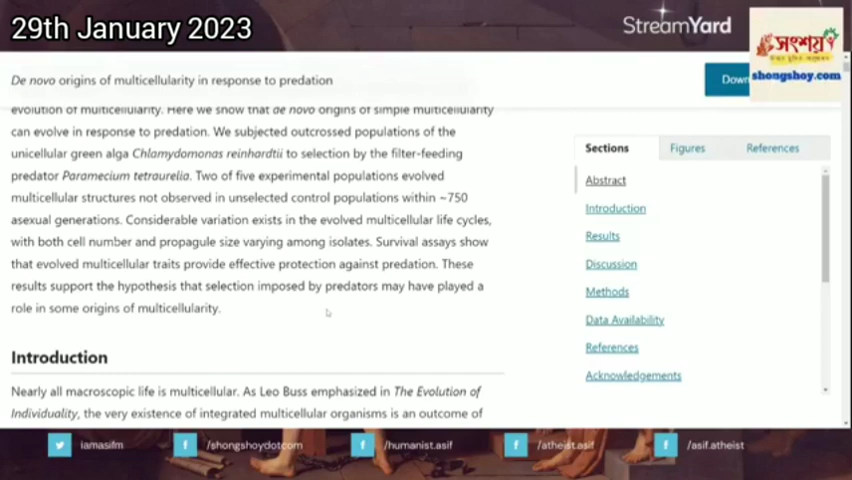 29th January 2023
StreamYard
সংশয়
shongshoy.com
De novo origins of multicellularity in response to predation
Down
evolution of multicellularity. Here we show that de novo origins of simple multicellularity
can evolve in response to predation. We subjected outcrossed populations of the
unicellular green alga Chlamydomonas reinhardtii to selection by the filter-feeding
predator Paramecium tetraurelia. Two of five experimental populations evolved
multicellular structures not observed in unselected control populations within ~750
asexual generations. Considerable variation exists in the evolved multicellular life cycles,
with both cell number and propagule size varying among isolates. Survival assays show
that evolved multicellular traits provide effective protection against predation. These
results support the hypothesis that selection imposed by predators may have played a
role in some origins of multicellularity.
Introduction
Nearly all macroscopic life is multicellular. As Leo Buss emphasized in The Evolution of
Individuality, the very existence of integrated multicellular organisms is an outcome of
Sections Figures References
Abstract
Introduction
Results
Discussion
Methods
Data Availability
References
Acknowledgements
iamasifm /shongshoydotcom /humanist.asif /atheist.asif /asif.atheist